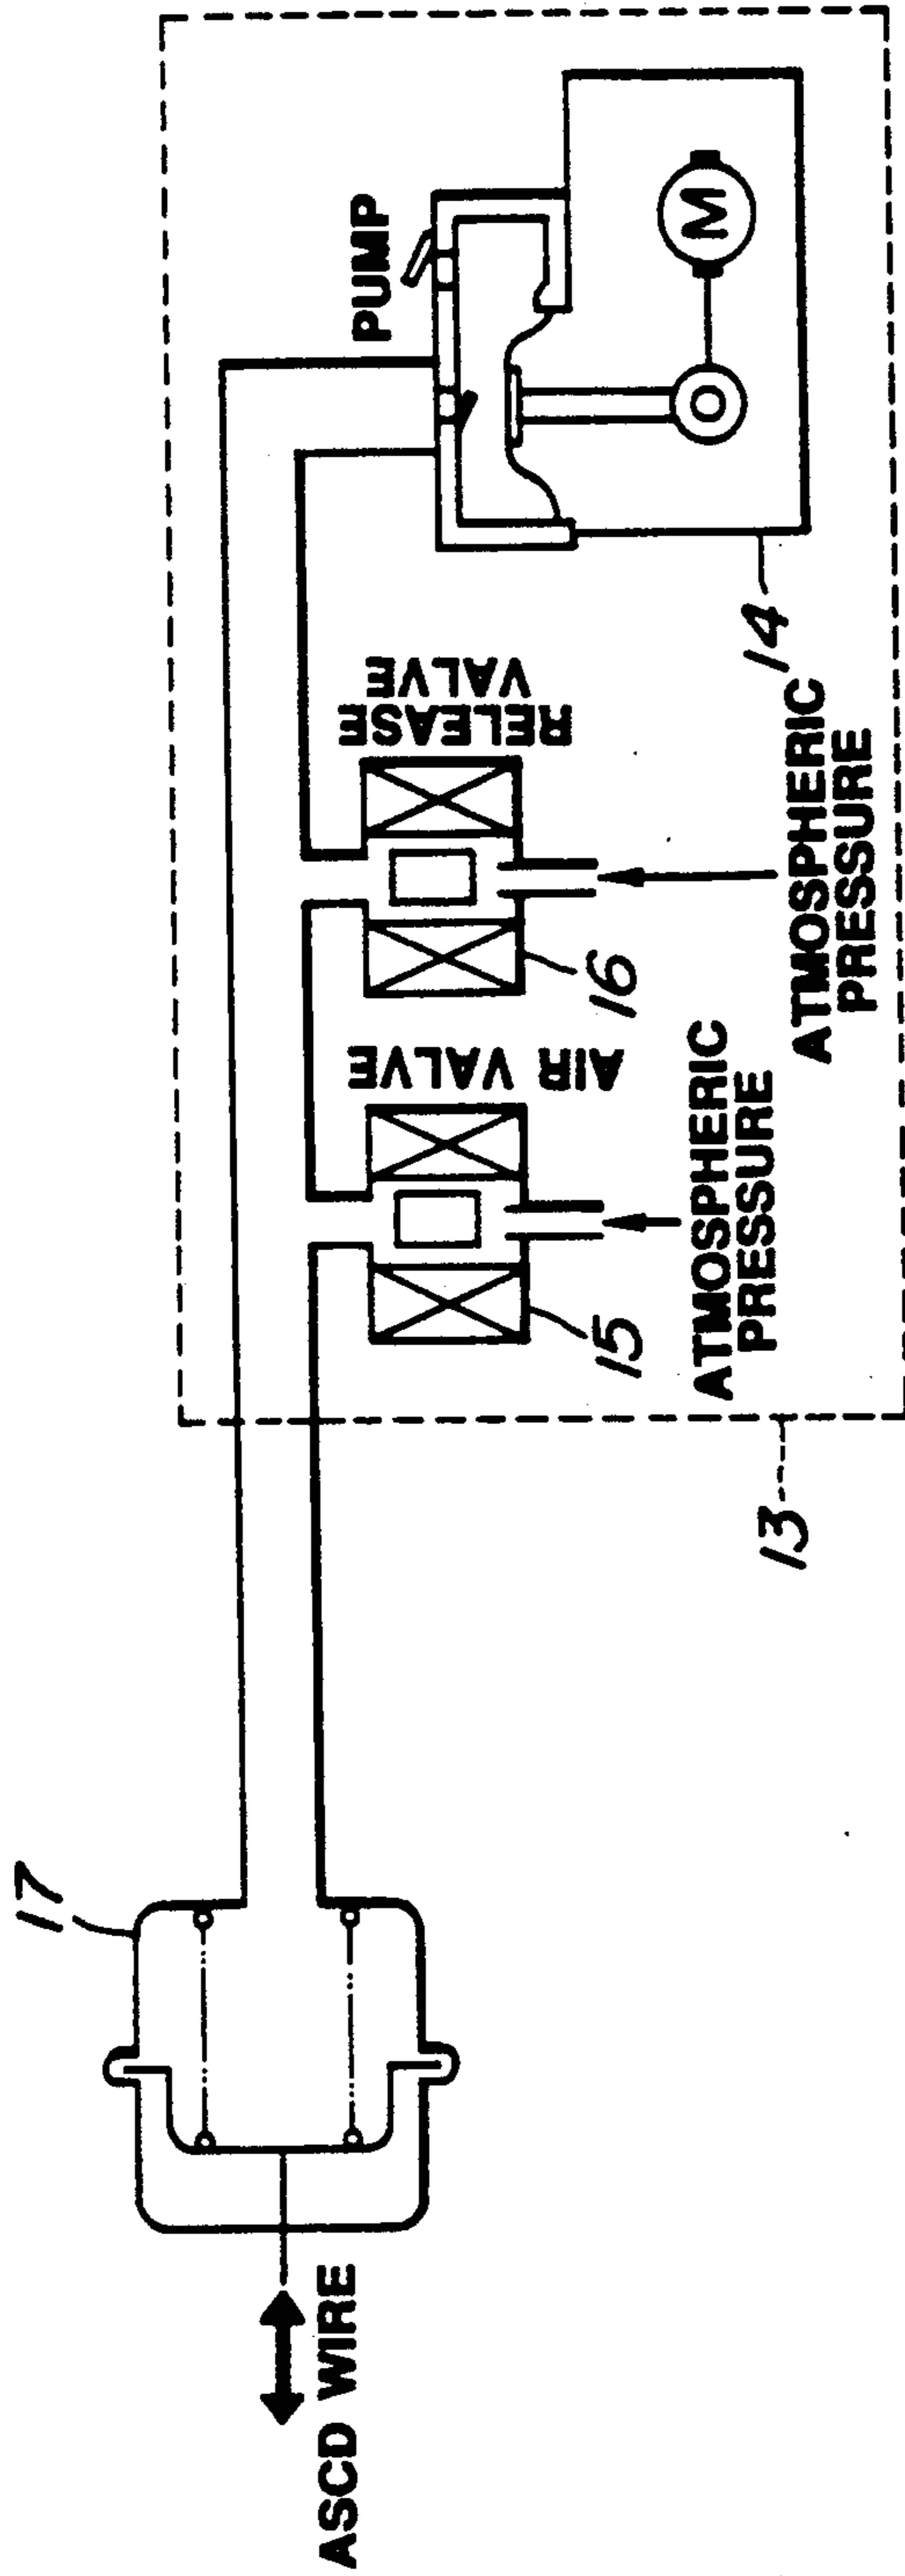 17
ASCD WIRE
13
15
AIR VALVE
ATMOSPHERIC
PRESSURE
16
RELEASE
VALVE
ATMOSPHERIC
PRESSURE
14
PUMP
M